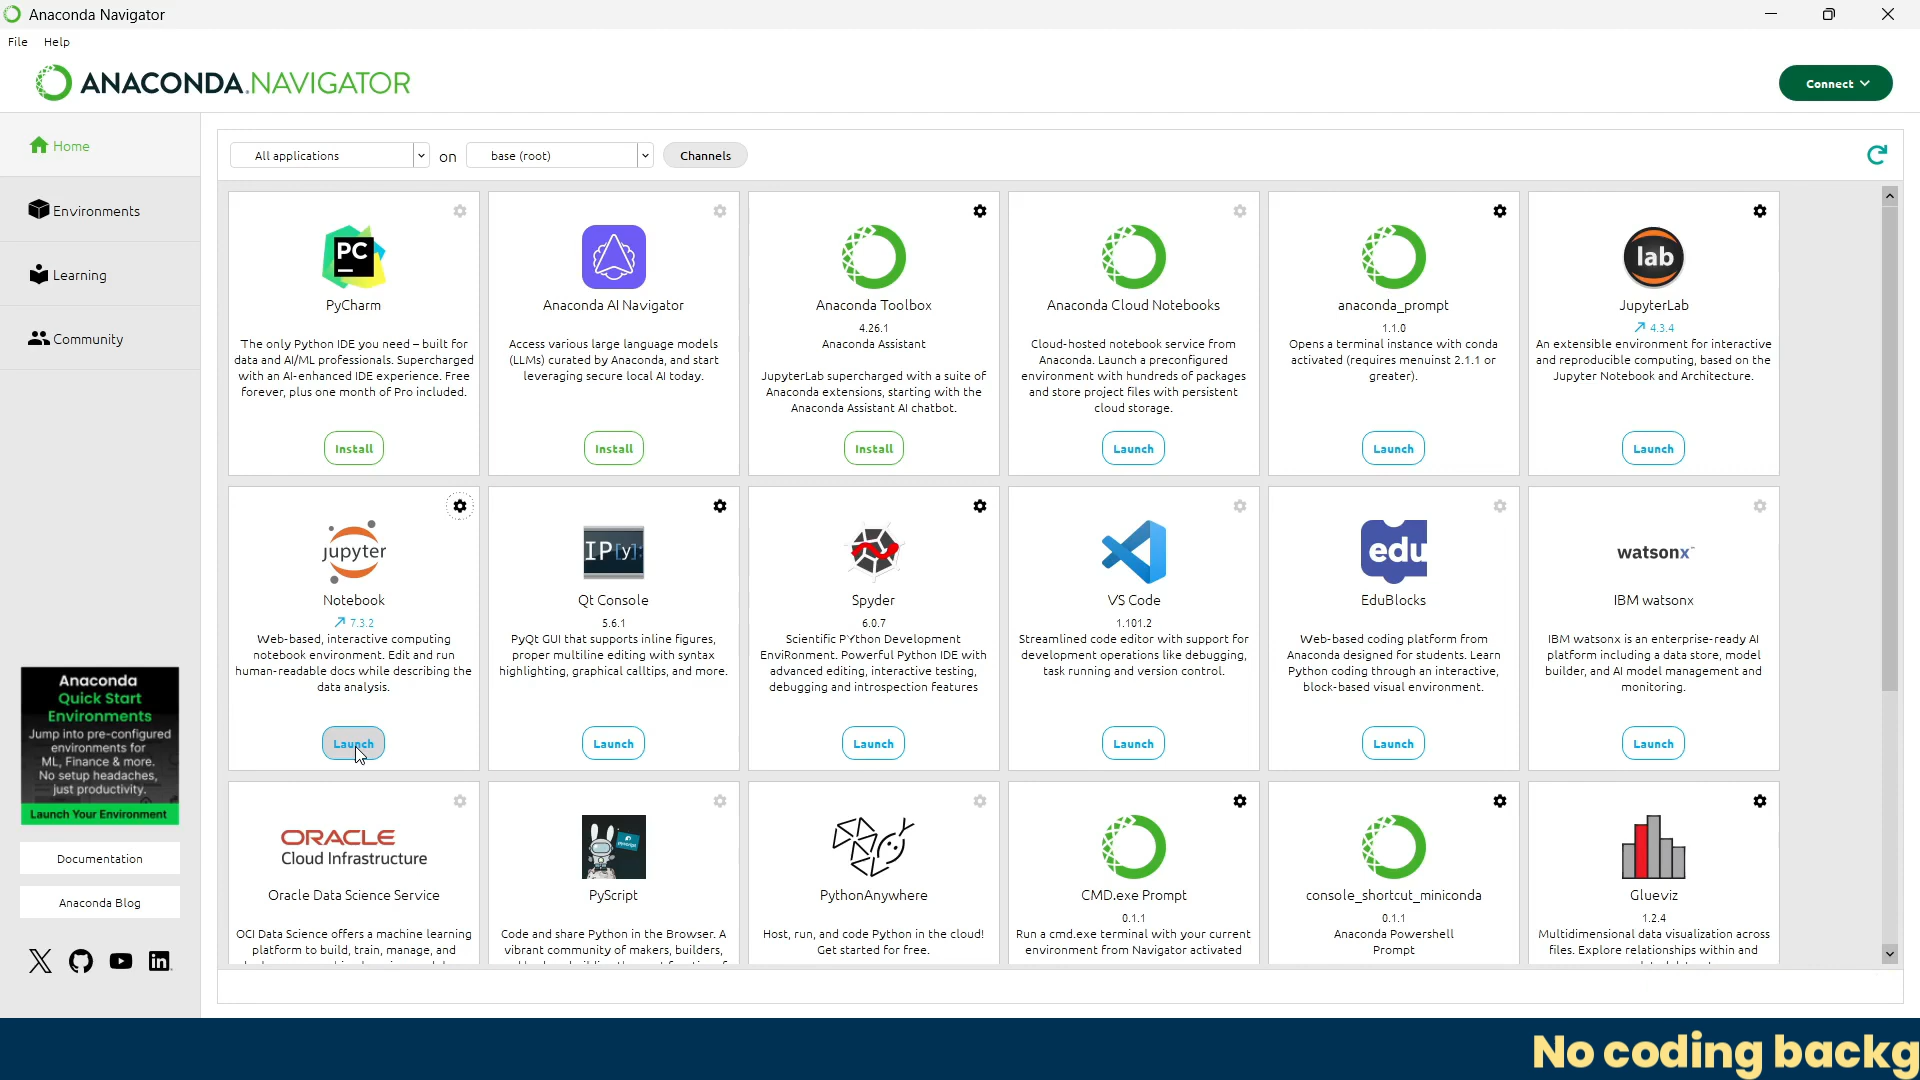 Anaconda Navigator
File Help
ANACONDA.NAVIGATOR
Connect
Home
Environments
Learning
Community
All applications on base (root) Channels
PC
PyCharm
The only Python IDE you need – built for
data and AI/ML professionals. Supercharged
with an AI-enhanced IDE experience. Free
forever, plus one month of Pro included.
Install
Anaconda AI Navigator
Access various large language models
(LLMs) curated by Anaconda, and start
leveraging secure local AI today.
Install
Anaconda Toolbox
4.26.1
Anaconda Assistant
JupyterLab supercharged with a suite of
Anaconda extensions, starting with the
Anaconda Assistant AI chatbot.
Install
Anaconda Cloud Notebooks
Cloud-hosted notebook service from
Anaconda. Launch a preconfigured
environment with hundreds of packages
and store project files with persistent
cloud storage.
Launch
anaconda_prompt
1.1.0
Opens a terminal instance with conda
activated (requires menuinst 2.1.1 or
greater).
Launch
lab
JupyterLab
4.3.4
An extensible environment for interactive
and reproducible computing, based on the
Jupyter Notebook and Architecture.
Launch
jupyter
Notebook
7.3.2
Web-based, interactive computing
notebook environment. Edit and run
human-readable docs while describing the
data analysis.
Launch
IP[y]:
Qt Console
5.6.1
PyQt GUI that supports inline figures,
proper multiline editing with syntax
highlighting, graphical calltips, and more.
Launch
Spyder
6.0.7
Scientific PYthon Development
EnviRonment. Powerful Python IDE with
advanced editing, interactive testing,
debugging and introspection features
Launch
VS Code
1.101.2
Streamlined code editor with support for
development operations like debugging,
task running and version control.
Launch
edu
EduBlocks
Web-based coding platform from
Anaconda designed for students. Learn
Python coding through an interactive,
block-based visual environment.
Launch
watsonx
IBM watsonx
IBM watsonx is an enterprise-ready AI
platform including a data store, model
builder, and AI model management and
monitoring.
Launch
ORACLE
Cloud Infrastructure
Oracle Data Science Service
OCI Data Science offers a machine learning
platform to build, train, manage, and
PyScript
Code and share Python in the Browser. A
vibrant community of makers, builders,
PythonAnywhere
Host, run, and code Python in the cloud!
Get started for free.
CMD.exe Prompt
0.1.1
Run a cmd.exe terminal with your current
environment from Navigator activated
console_shortcut_miniconda
0.1.1
Anaconda Powershell
Prompt
Glueviz
1.2.4
Multidimensional data visualization across
files. Explore relationships within and
Anaconda
Quick Start
Environments
Jump into pre-configured
environments for
ML, Finance & more.
No setup headaches,
just productivity.
Launch Your Environment
Documentation
Anaconda Blog
No coding backg